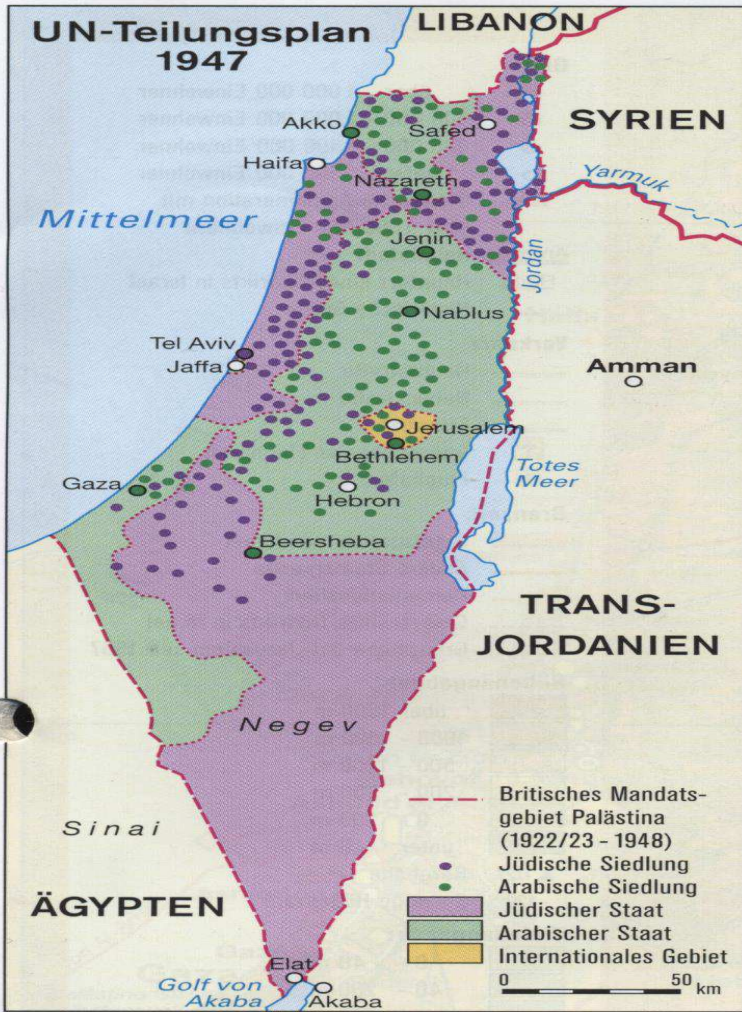 UN-Teilungsplan
1947
LIBANON
SYRIEN
Akko
Safed
Haifa
Yarmuk
Nazareth
Mittelmeer
Jenin
Jordan
Nablus
Tel Aviv
Jaffa
Amman
Jerusalem
Bethlehem
Totes
Meer
Gaza
Hebron
Beersheba
TRANS-
JORDANIEN
Negev
Sinai
ÄGYPTEN
Britisches Mandats-
gebiet Palästina
(1922/23 - 1948)
Jüdische Siedlung
Arabische Siedlung
Jüdischer Staat
Arabischer Staat
Internationales Gebiet
0 50 km
Elat
Golf von
Akaba
Akaba